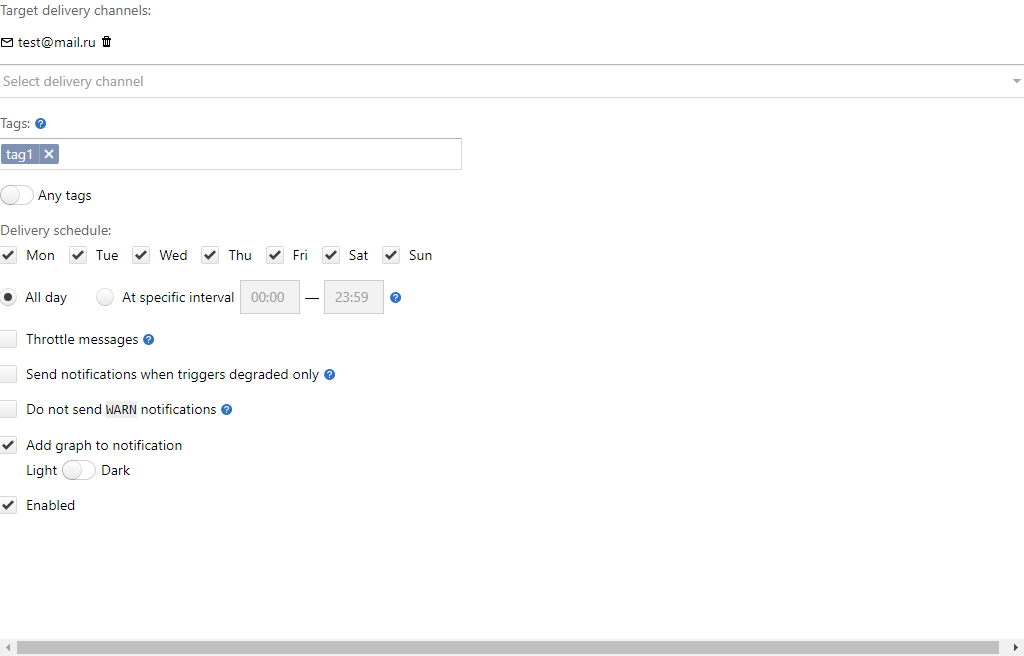 Target delivery channels:
test@mail.ru
Select delivery channel
Tags: ?
tag1 ×
Any tags
Delivery schedule:
Mon Tue Wed Thu Fri Sat Sun
All day At specific interval 00:00 — 23:59 ?
Throttle messages ?
Send notifications when triggers degraded only ?
Do not send WARN notifications ?
Add graph to notification
Light Dark
Enabled